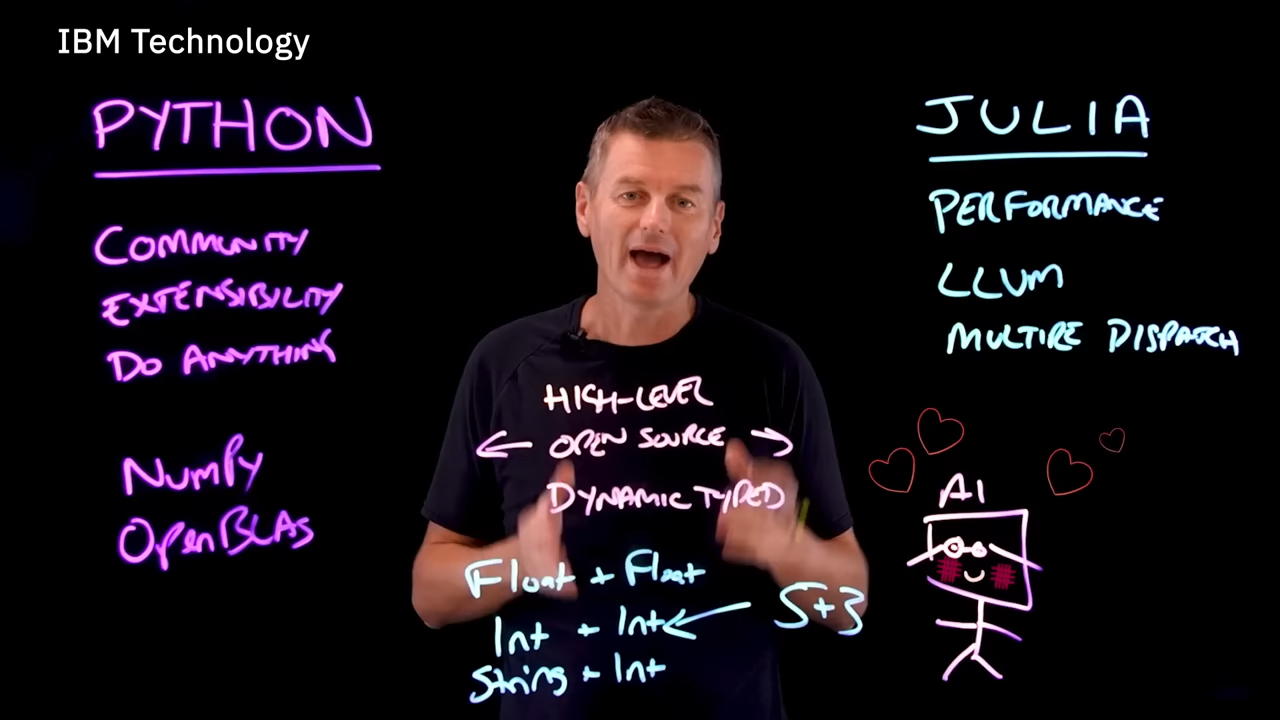 IBM Technology
PYTHON
COMMUNITY
EXTENSIBILITY
DO ANYTHING
NumPy
OpenBLAS
HIGH-LEVEL
OPEN SOURCE
DYNAMIC TYPED
Float + Float
Int + Int
String + Int
5+3
JULIA
PERFORMANCE
LLVM
MULTIPLE DISPATCH
AI